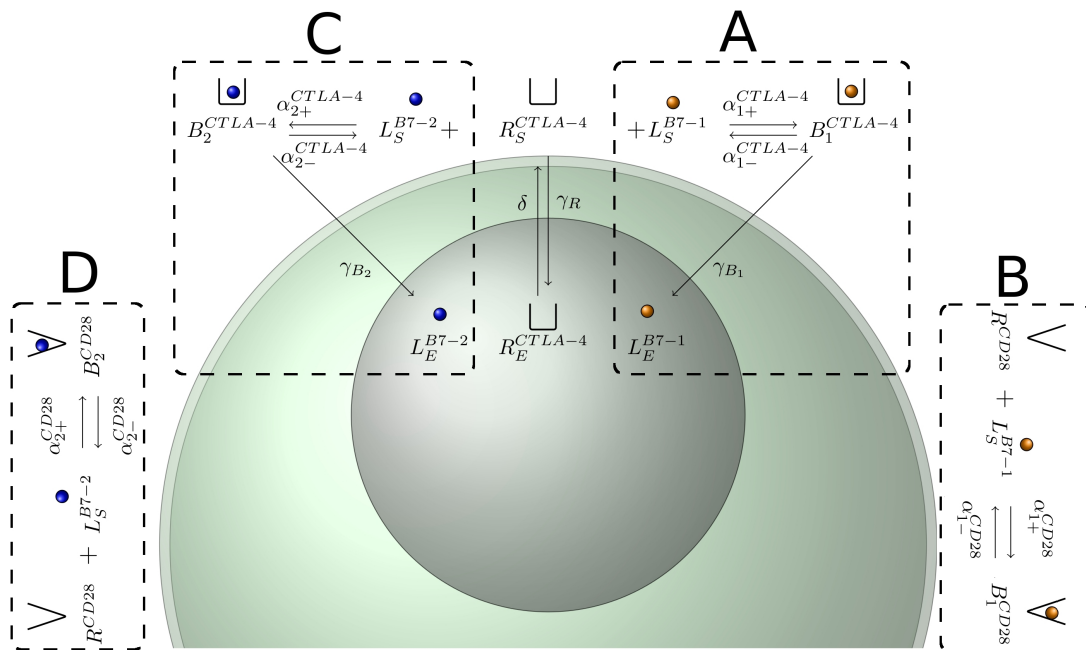 C
A
α_{2+}^{CTLA-4}
B_2^{CTLA-4}
L_S^{B7-2} +
α_{2-}^{CTLA-4}
R_S^{CTLA-4}
α_{1+}^{CTLA-4}
+ L_S^{B7-1}
B_1^{CTLA-4}
α_{1-}^{CTLA-4}
δ
γ_R
γ_{B_2}
γ_{B_1}
L_E^{B7-2}
R_E^{CTLA-4}
L_E^{B7-1}
D
B_2^{CD28}
α_{2+}^{CD28}
α_{2-}^{CD28}
R^{CD28} + L_S^{B7-2}
B
R^{CD28} + L_S^{B7-1}
α_{1-}^{CD28}
α_{1+}^{CD28}
B_1^{CD28}